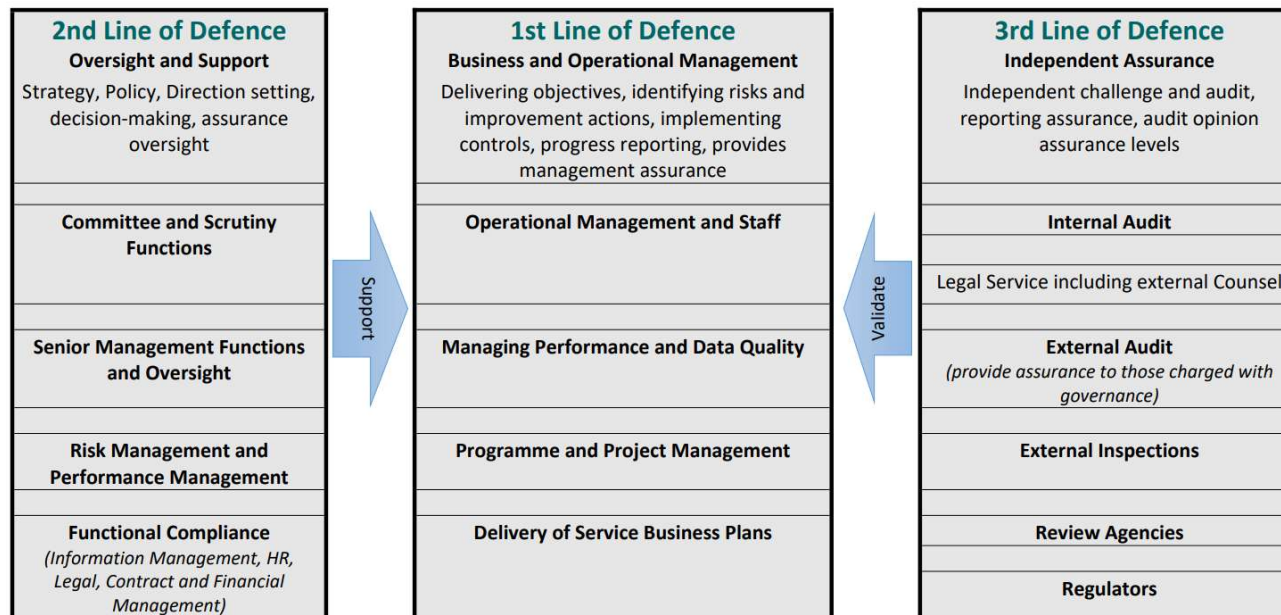 2nd Line of Defence
Oversight and Support
Strategy, Policy, Direction setting,
decision-making, assurance
oversight
Committee and Scrutiny
Functions
Senior Management Functions
and Oversight
Risk Management and
Performance Management
Functional Compliance
(Information Management, HR,
Legal, Contract and Financial
Management)
Support
1st Line of Defence
Business and Operational Management
Delivering objectives, identifying risks and
improvement actions, implementing
controls, progress reporting, provides
management assurance
Operational Management and Staff
Managing Performance and Data Quality
Programme and Project Management
Delivery of Service Business Plans
Validate
3rd Line of Defence
Independent Assurance
Independent challenge and audit,
reporting assurance, audit opinion
assurance levels
Internal Audit
Legal Service including external Counsel
External Audit
(provide assurance to those charged with
governance)
External Inspections
Review Agencies
Regulators